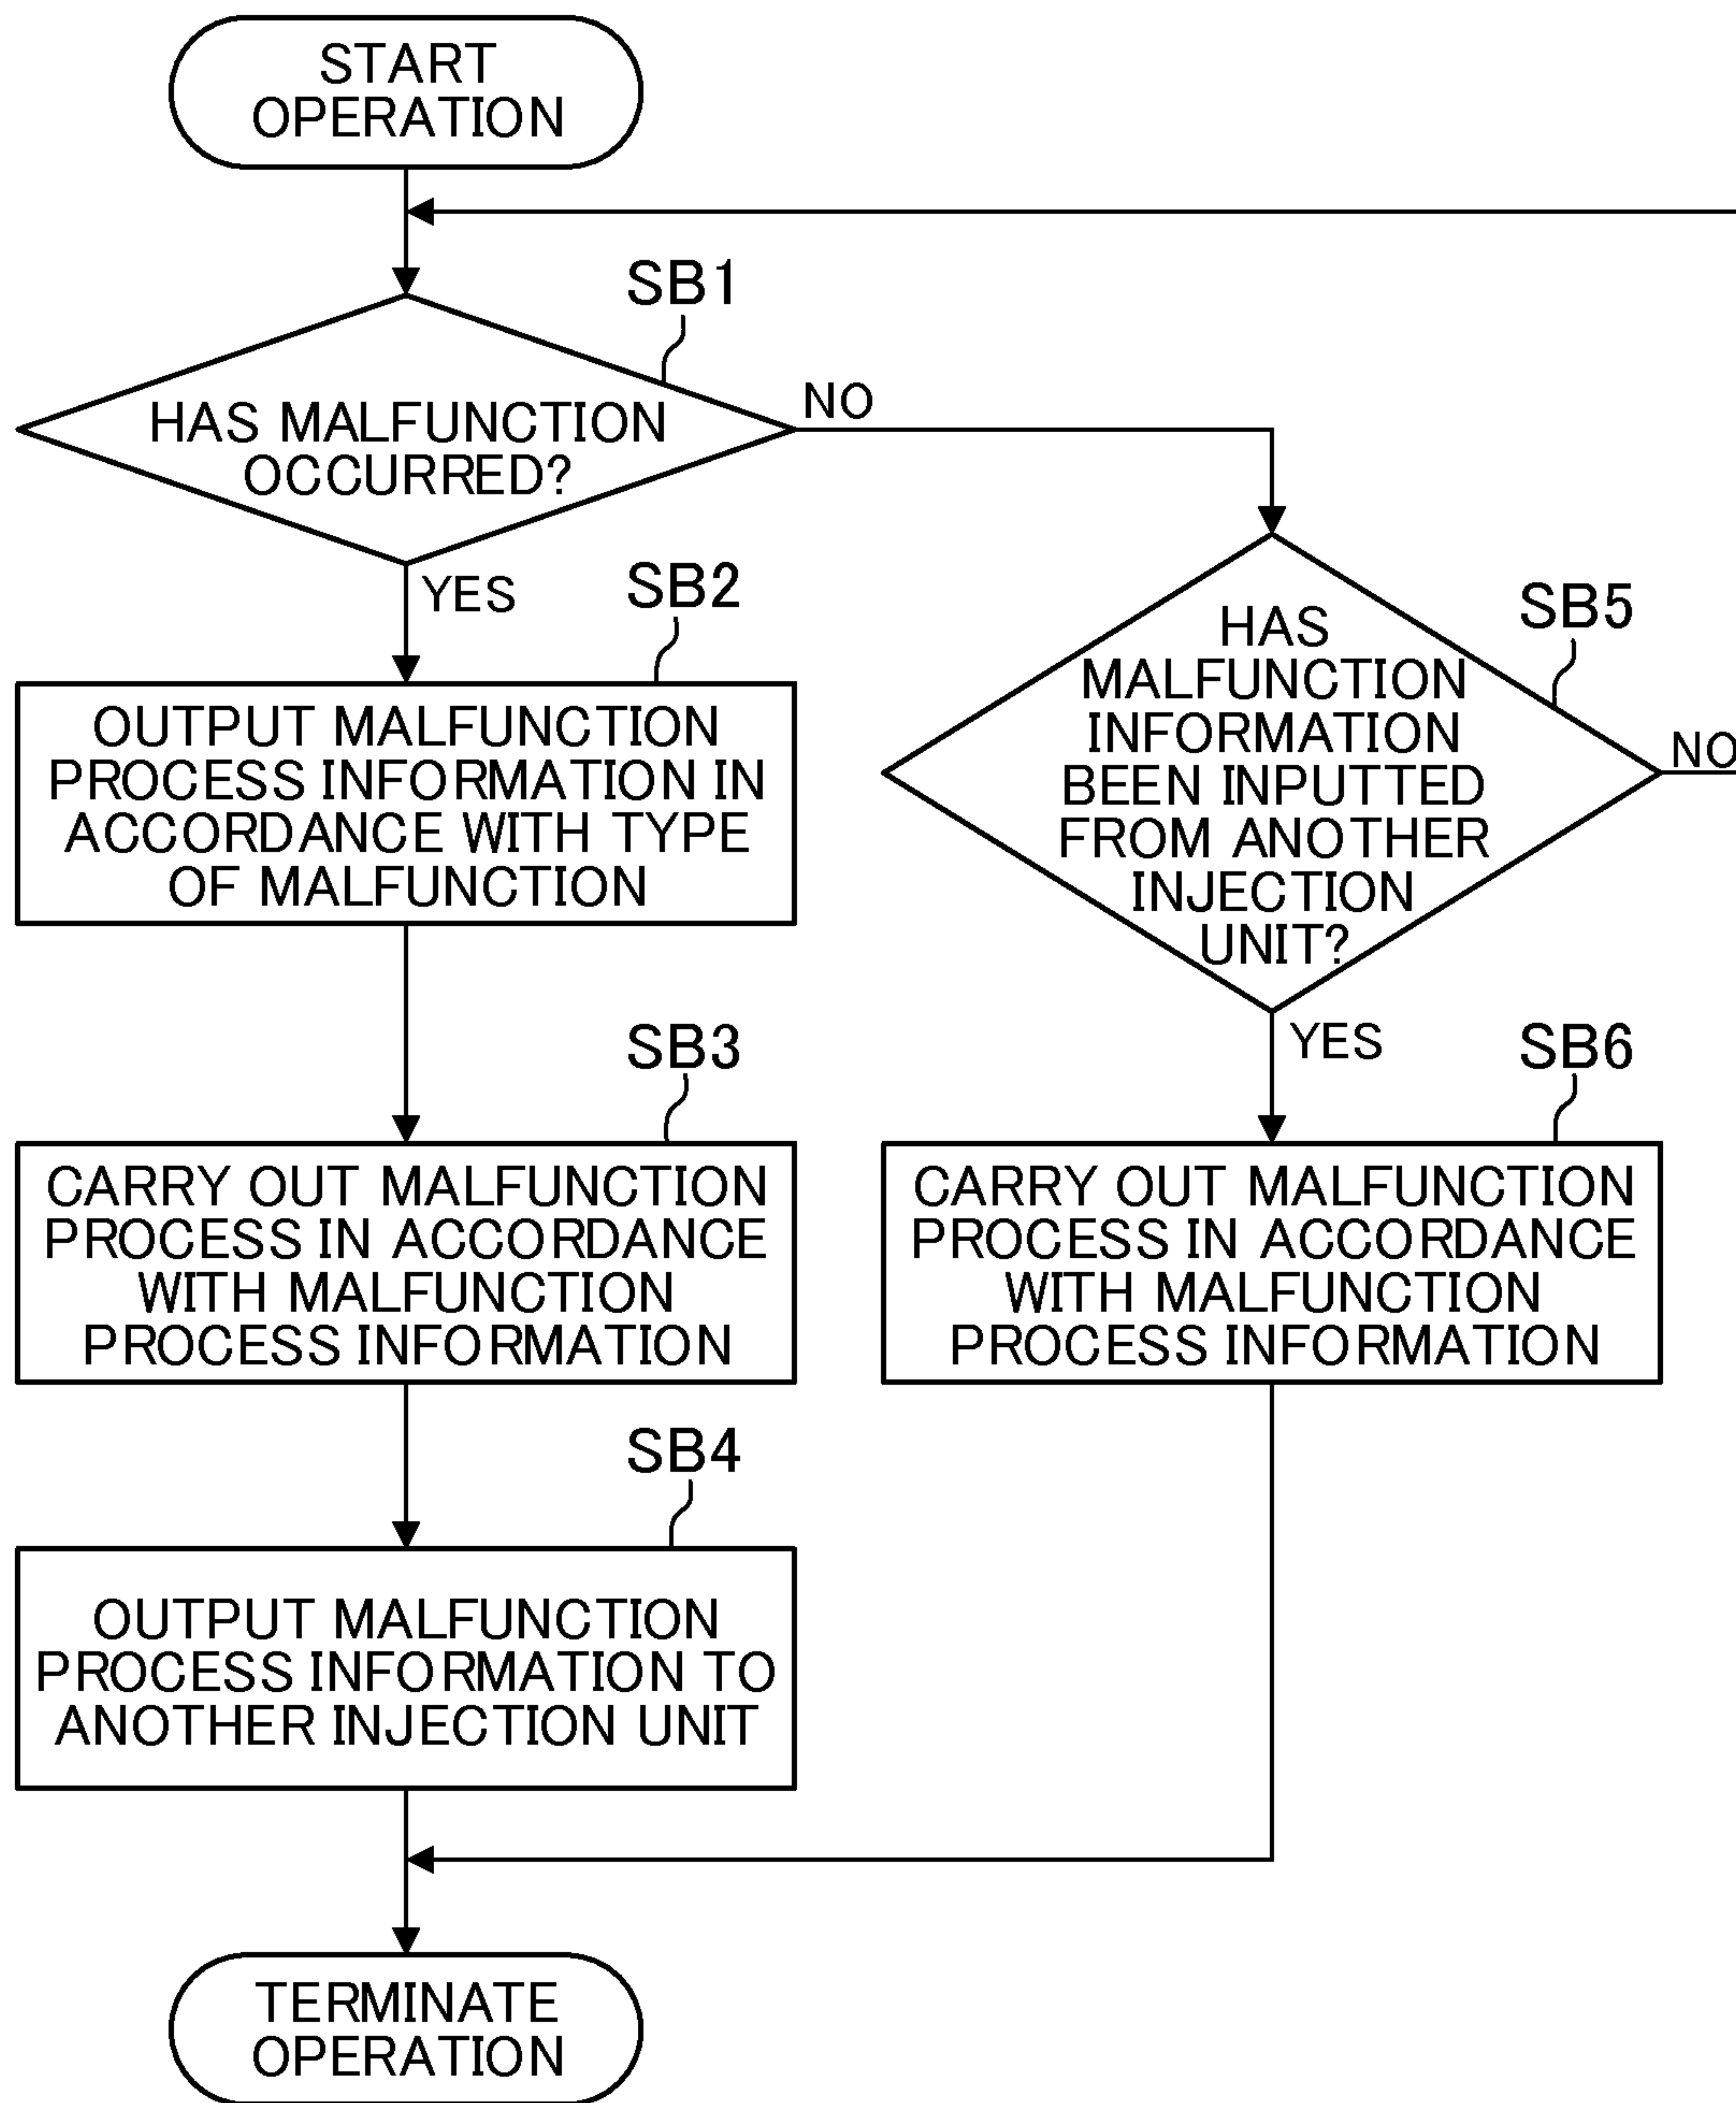 START
OPERATION
SB1
HAS MALFUNCTION
OCCURRED?
NO
YES
SB2
OUTPUT MALFUNCTION
PROCESS INFORMATION IN
ACCORDANCE WITH TYPE
OF MALFUNCTION
SB3
CARRY OUT MALFUNCTION
PROCESS IN ACCORDANCE
WITH MALFUNCTION
PROCESS INFORMATION
SB4
OUTPUT MALFUNCTION
PROCESS INFORMATION TO
ANOTHER INJECTION UNIT
SB5
HAS
MALFUNCTION
INFORMATION
BEEN INPUTTED
FROM ANOTHER
INJECTION
UNIT?
NO
YES
SB6
CARRY OUT MALFUNCTION
PROCESS IN ACCORDANCE
WITH MALFUNCTION
PROCESS INFORMATION
TERMINATE
OPERATION